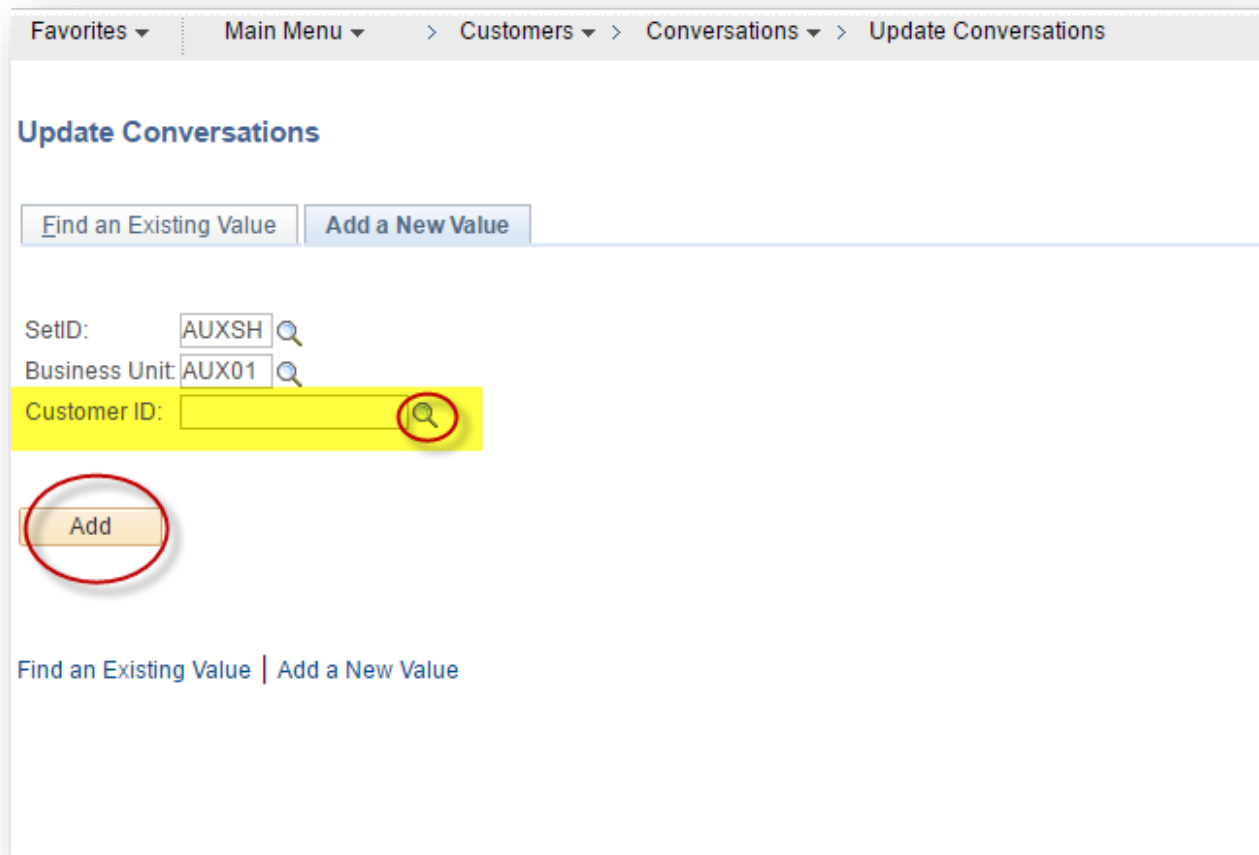 Favorites Main Menu > Customers > Conversations > Update Conversations
Update Conversations
Find an Existing Value Add a New Value
SetID: AUXSH
Business Unit: AUX01
Customer ID:
Add
Find an Existing Value | Add a New Value